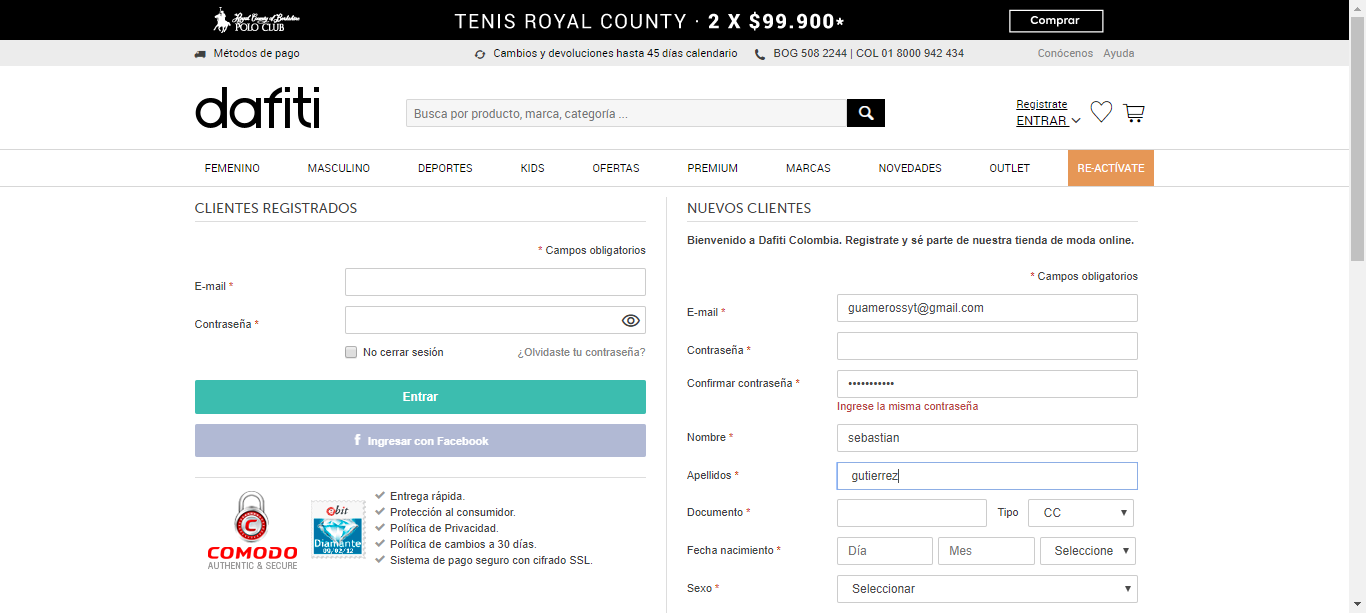 Royal County of Berkshire
POLO CLUB
TENIS ROYAL COUNTY · 2 X $99.900*
Comprar
Métodos de pago
Cambios y devoluciones hasta 45 días calendario
BOG 508 2244 | COL 01 8000 942 434
Conócenos Ayuda
dafiti
Busca por producto, marca, categoría ...
Registrate
ENTRAR
FEMENINO MASCULINO DEPORTES KIDS OFERTAS PREMIUM MARCAS NOVEDADES OUTLET RE-ACTÍVATE
CLIENTES REGISTRADOS
* Campos obligatorios
E-mail *
Contraseña *
No cerrar sesión ¿Olvidaste tu contraseña?
Entrar
f Ingresar con Facebook
COMODO
AUTHENTIC & SECURE
ebit
Diamante
09/02/12
Entrega rápida.
Protección al consumidor.
Política de Privacidad.
Política de cambios a 30 días.
Sistema de pago seguro con cifrado SSL.
NUEVOS CLIENTES
Bienvenido a Dafiti Colombia. Registrate y sé parte de nuestra tienda de moda online.
* Campos obligatorios
E-mail * guamerossyt@gmail.com
Contraseña *
Confirmar contraseña * •••••••••••
Ingrese la misma contraseña
Nombre * sebastian
Apellidos * gutierrez
Documento * Tipo CC
Fecha nacimiento * Día Mes Seleccione
Sexo * Seleccionar